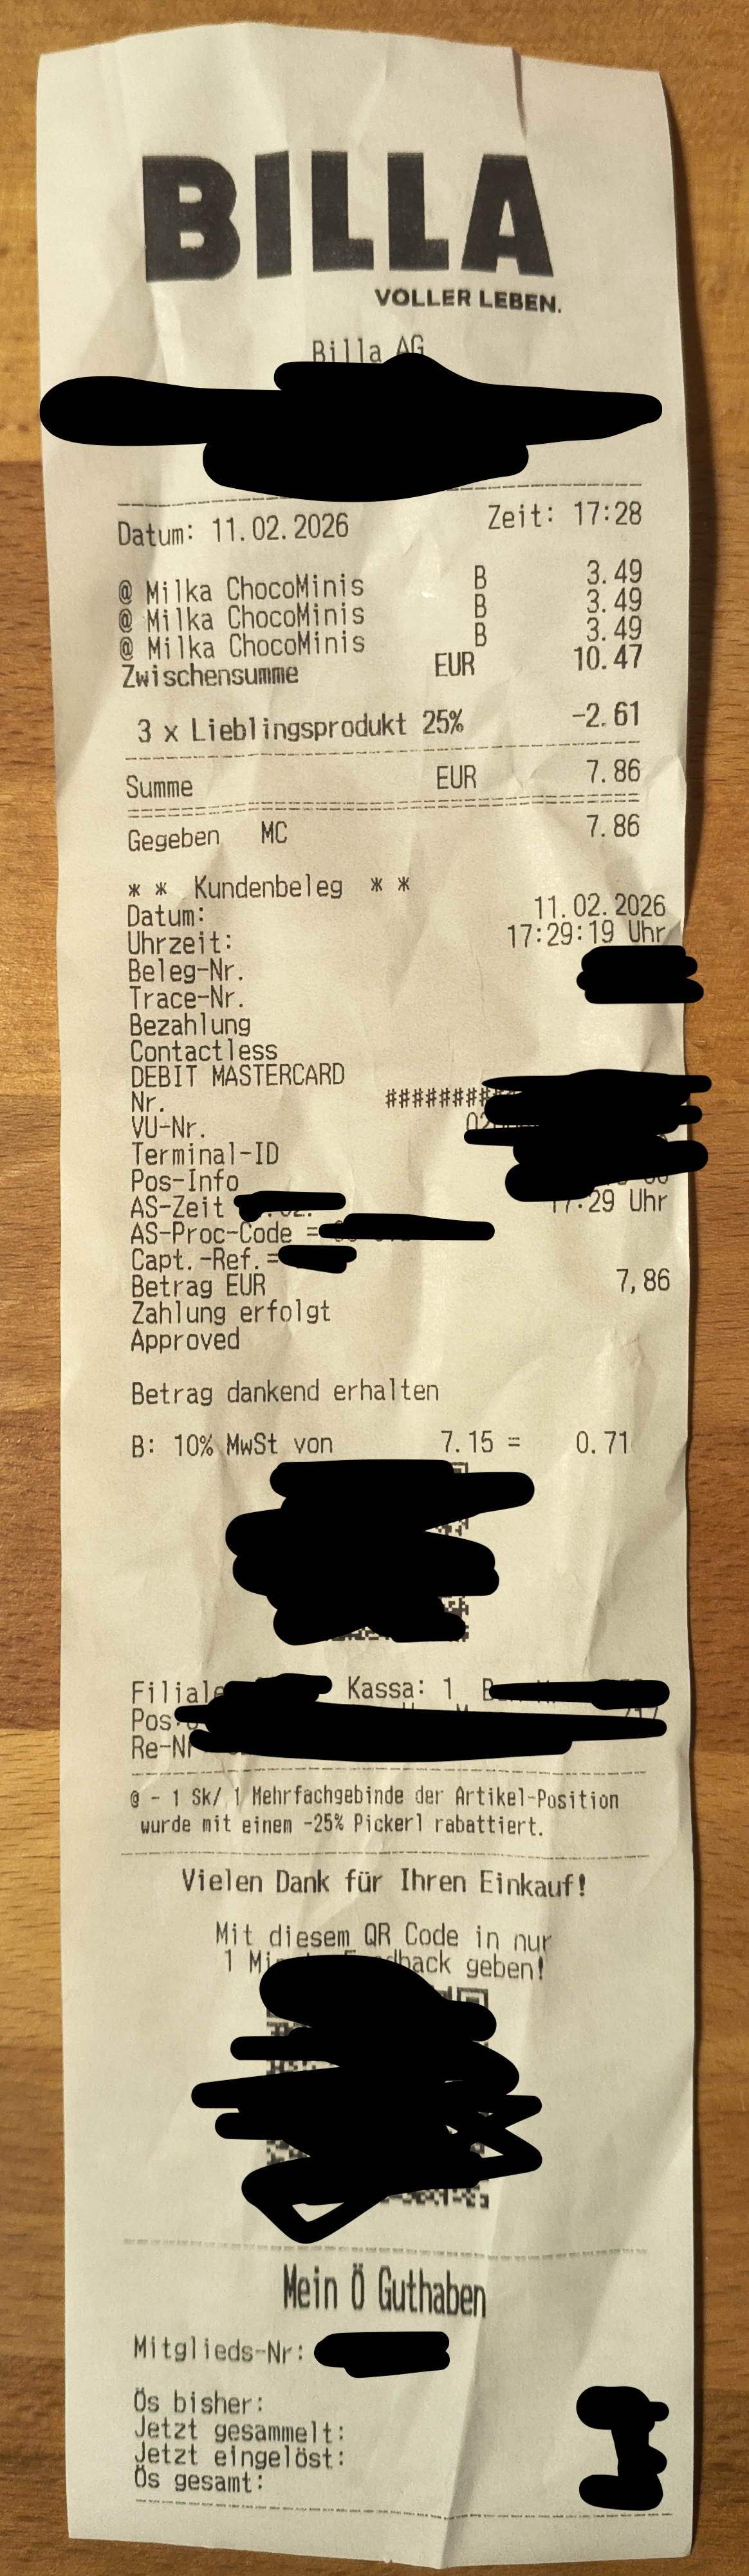 BILLA
VOLLER LEBEN.
Billa AG
Datum: 11.02.2026 Zeit: 17:28
@ Milka ChocoMinis B 3.49
@ Milka ChocoMinis B 3.49
@ Milka ChocoMinis B 3.49
Zwischensumme EUR 10.47
3 x Lieblingsprodukt 25% -2.61
Summe EUR 7.86
Gegeben MC 7.86
* * Kundenbeleg * *
Datum: 11.02.2026
Uhrzeit: 17:29:19 Uhr
Beleg-Nr.
Trace-Nr.
Bezahlung
Contactless
DEBIT MASTERCARD
Nr. #########
VU-Nr.
Terminal-ID
Pos-Info
AS-Zeit 17:29 Uhr
AS-Proc-Code =
Capt.-Ref.=
Betrag EUR 7,86
Zahlung erfolgt
Approved
Betrag dankend erhalten
B: 10% MwSt von 7.15 = 0.71
Filiale Kassa: 1
Re-Nr
@ - 1 Sk/ 1 Mehrfachgebinde der Artikel-Position
wurde mit einem -25% Pickerl rabattiert.
Vielen Dank für Ihren Einkauf!
Mit diesem QR Code in nur
1 geben!
Mein Ö Guthaben
Mitglieds-Nr:
Ös bisher:
Jetzt gesammelt:
Jetzt eingelöst:
Ös gesamt: